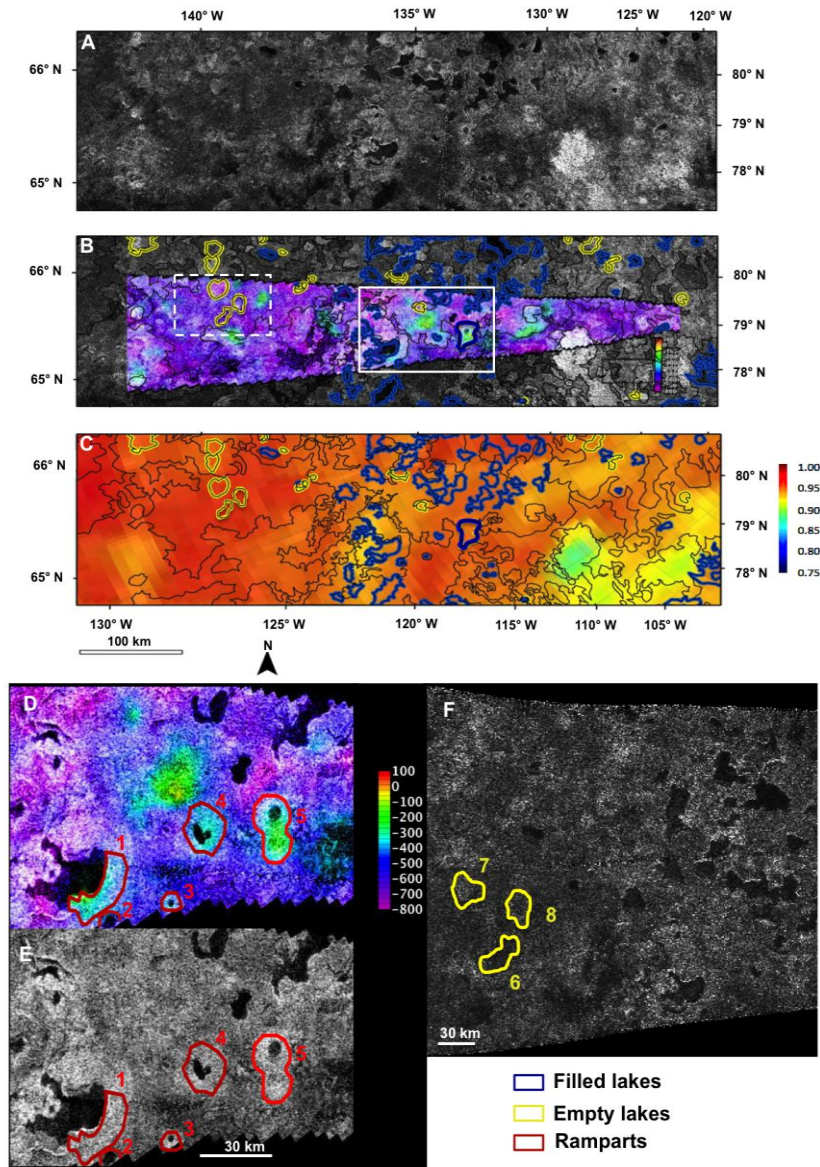 140° W 135° W 130° W 125° W 120° W
A
66° N
65° N
80° N
79° N
78° N
B
66° N
65° N
80° N
79° N
78° N
C
66° N
65° N
80° N
79° N
78° N
1.00
0.95
0.90
0.85
0.80
0.75
130° W 125° W 120° W 115° W 110° W 105° W
100 km
N
D
1
2
3
4
5
100
0
-100
-200
-300
-400
-500
-600
-700
-800
E
1
2
3
4
5
30 km
F
7
8
6
30 km
Filled lakes
Empty lakes
Ramparts